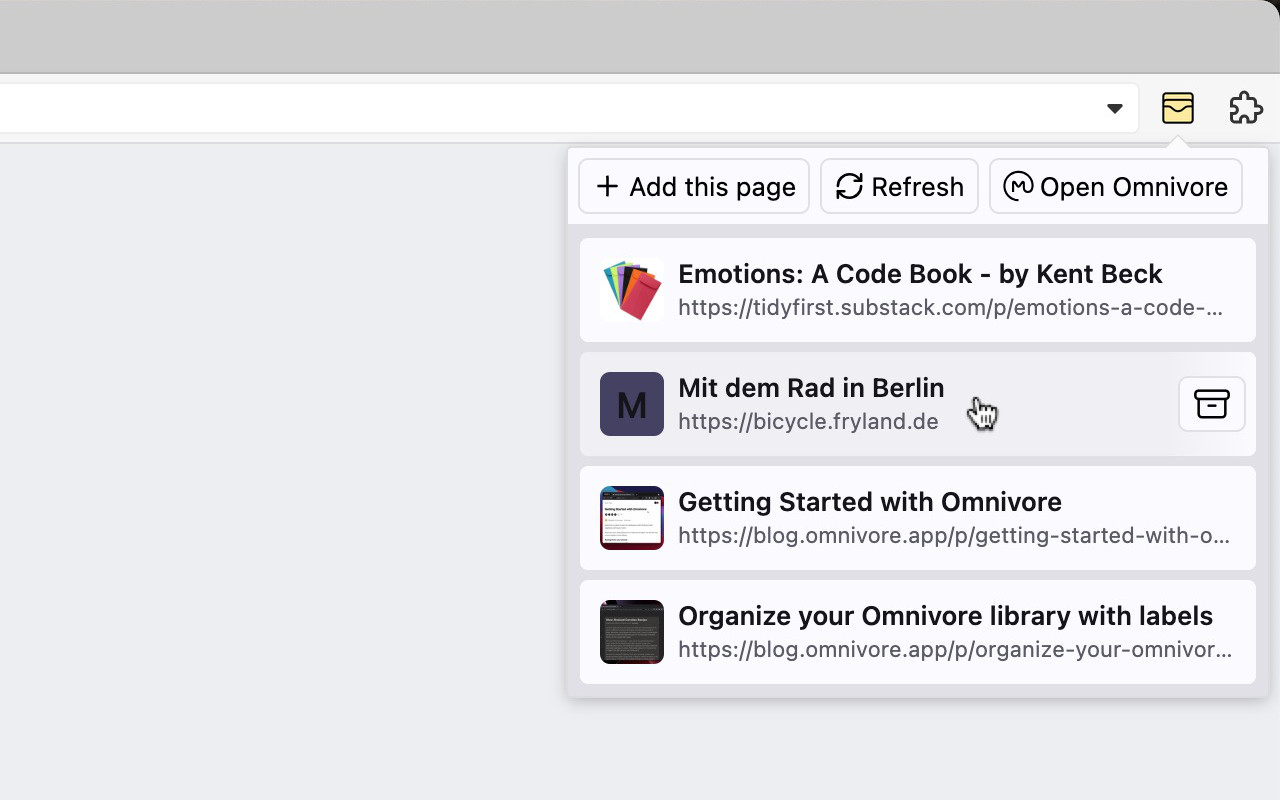 Add this page
Refresh
Open Omnivore
Emotions: A Code Book - by Kent Beck
https://tidyfirst.substack.com/p/emotions-a-code-...
M
Mit dem Rad in Berlin
https://bicycle.fryland.de
Getting Started with Omnivore
https://blog.omnivore.app/p/getting-started-with-o...
Organize your Omnivore library with labels
https://blog.omnivore.app/p/organize-your-omnivor...